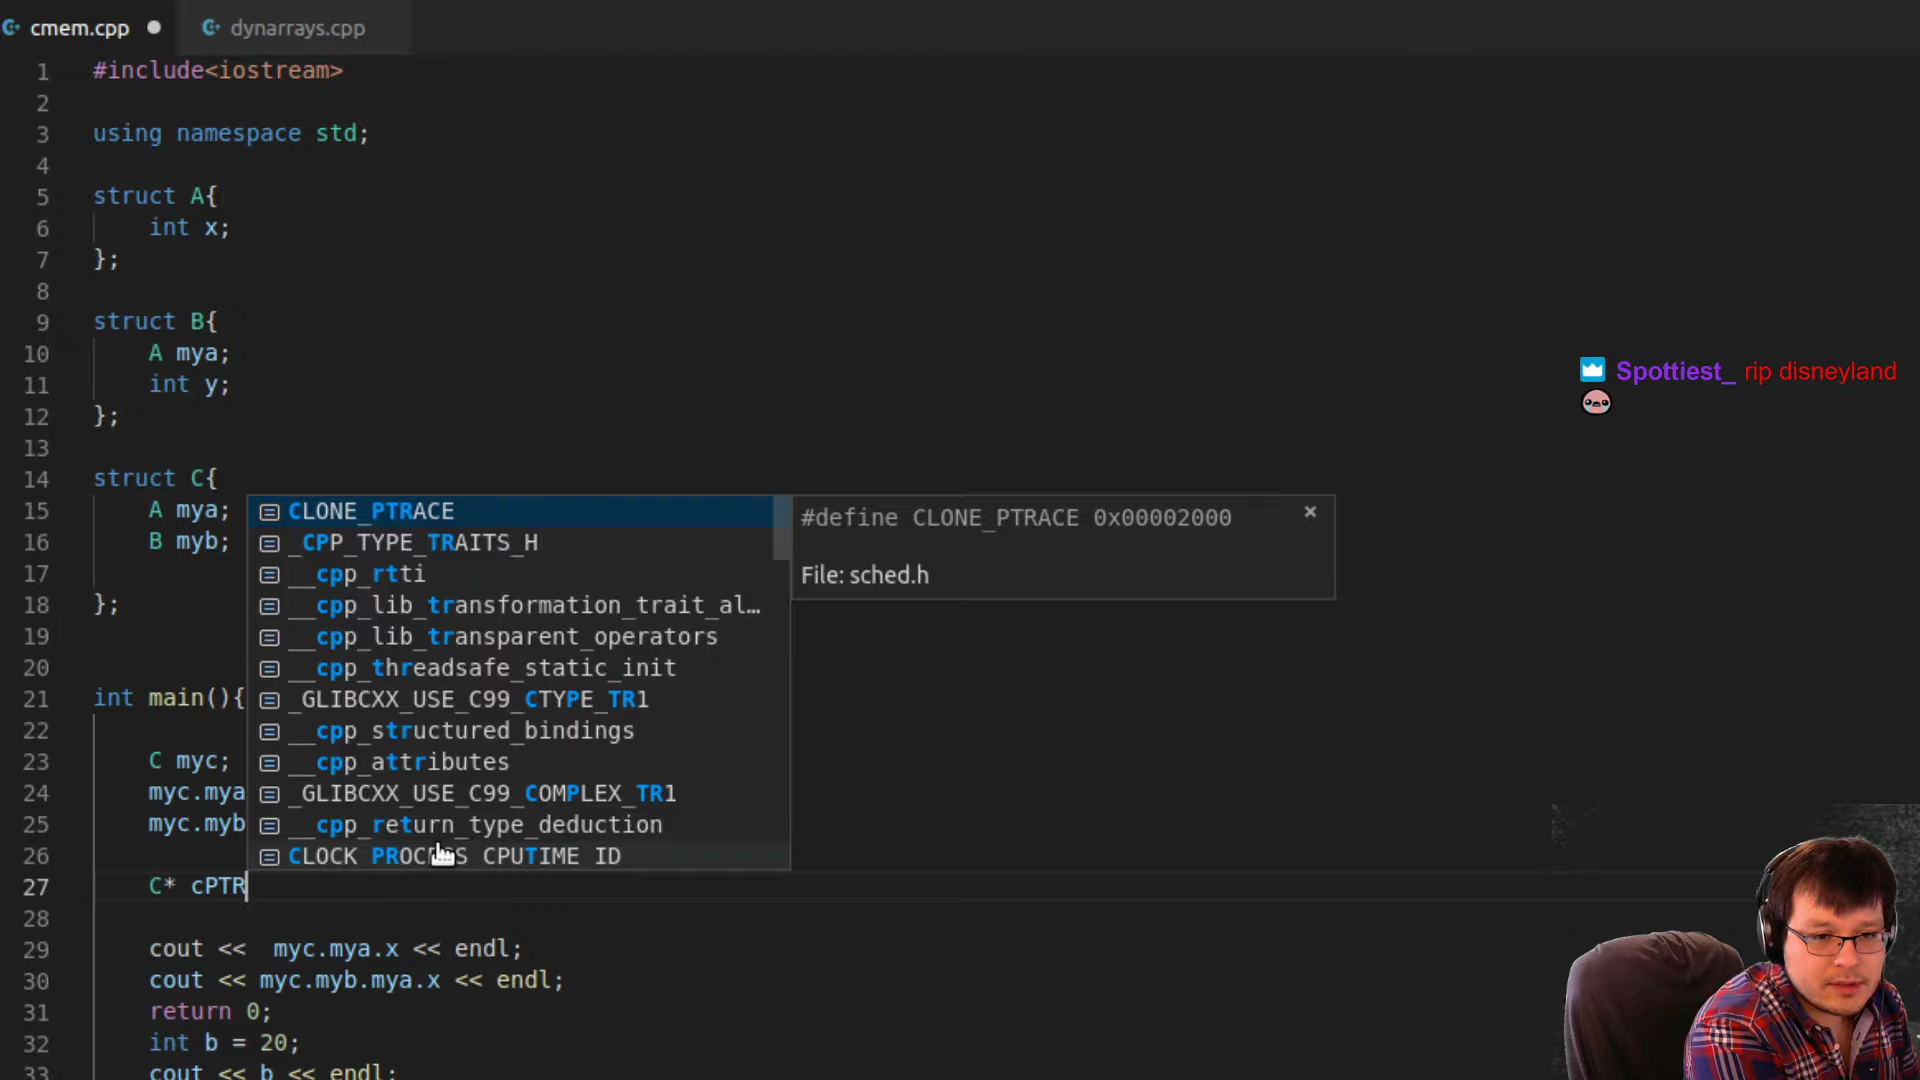 cmem.cpp
dynarrays.cpp
1 #include<iostream>
2
3 using namespace std;
4
5 struct A{
6 int x;
7 };
8
9 struct B{
10 A mya;
11 int y;
12 };
13
14 struct C{
15 A mya;
16 B myb;
17
18 };
19
20
21 int main(){
22
23 C myc;
24 myc.mya
25 myc.myb
26
27 C* cPTR
28
29 cout << myc.mya.x << endl;
30 cout << myc.myb.mya.x << endl;
31 return 0;
32 int b = 20;
33 cout << b << endl;
CLONE_PTRACE
_CPP_TYPE_TRAITS_H
__cpp_rtti
__cpp_lib_transformation_trait_al…
__cpp_lib_transparent_operators
__cpp_threadsafe_static_init
_GLIBCXX_USE_C99_CTYPE_TR1
__cpp_structured_bindings
__cpp_attributes
_GLIBCXX_USE_C99_COMPLEX_TR1
__cpp_return_type_deduction
CLOCK_PROCESS_CPUTIME_ID
#define CLONE_PTRACE 0x00002000
File: sched.h
Spottiest_ rip disneyland